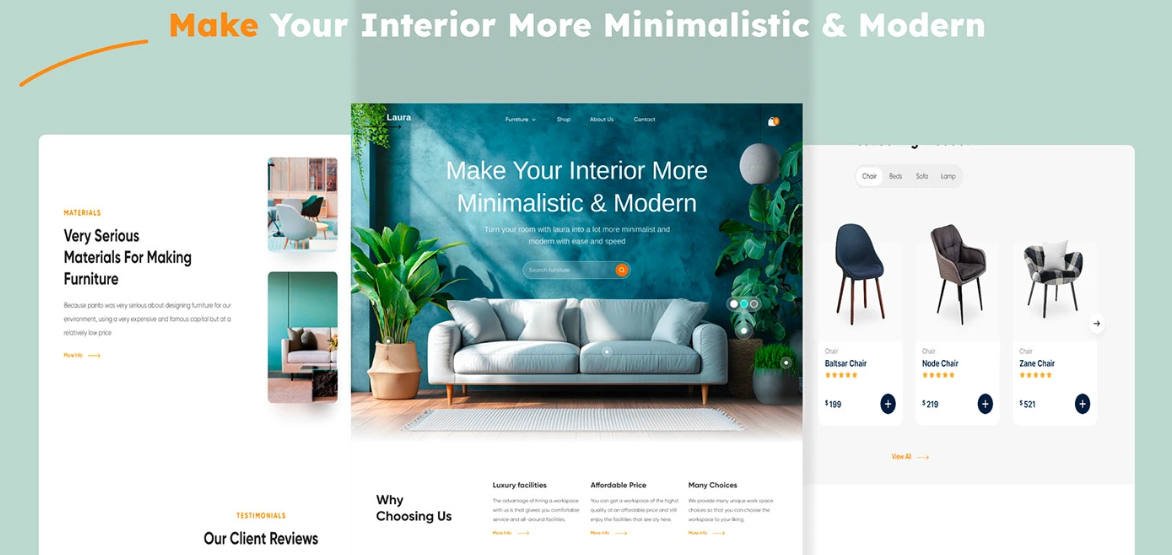 Make Your Interior More Minimalistic & Modern
MATERIALS
Very Serious
Materials For Making
Furniture
Because panto was very serious about designing furniture for our
environment, using a very expensive and famous capital but at a
relatively low price
More Info
TESTIMONIALS
Our Client Reviews
Laura
Furniture
Shop
About Us
Contact
Make Your Interior More
Minimalistic & Modern
Turn your room with laura into a lot more minimalist and
modern with ease and speed
Search furniture
Why
Choosing Us
Luxury facilities
The advantage of hiring a workspace
with us is that gives you comfortable
service and all-around facilities.
More Info
Affordable Price
You can get a workspace of the highst
quality at an affordable price and still
enjoy the facilities that are oly here.
More Info
Many Choices
We provide many unique work space
choices so that you can choose the
workspace to your liking.
More Info
Chair
Beds
Sofa
Lamp
Chair
Baltsar Chair
$199
Chair
Node Chair
$219
Chair
Zane Chair
$521
View All